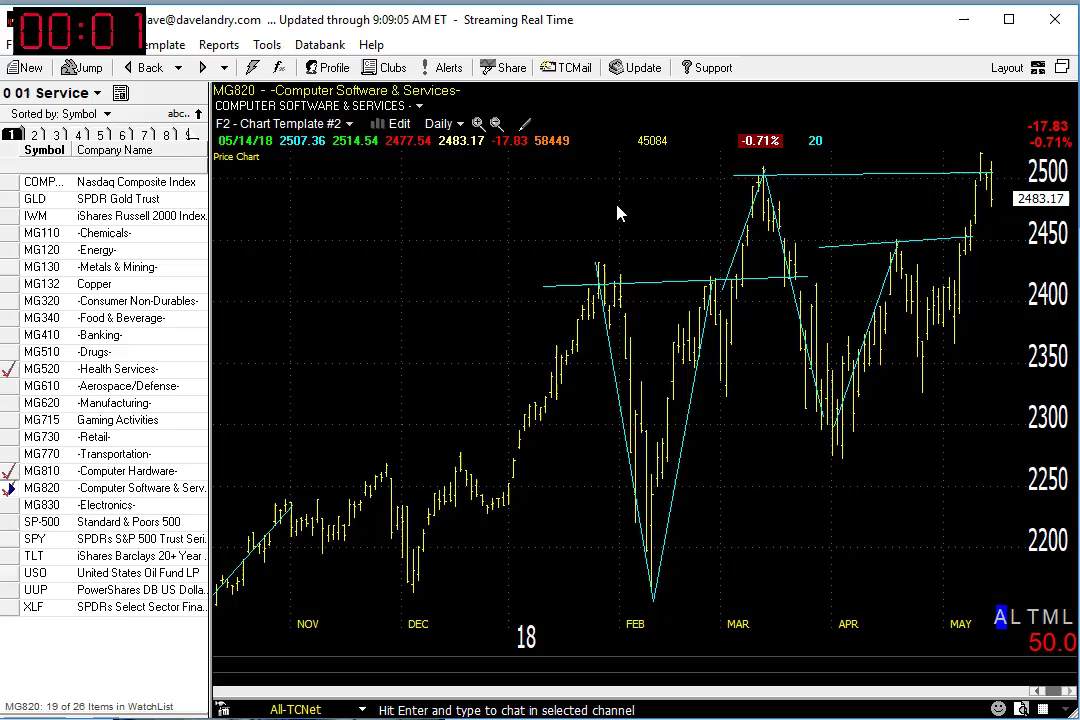 00:01
ave@davelandry.com ... Updated through 9:09:05 AM ET - Streaming Real Time
F emplate Reports Tools Databank Help
New Jump Back Profile Clubs Alerts Share TCMail Update Support Layout
0 01 Service
Sorted by: Symbol abc..
1 2 3 4 5 6 7 8
Symbol Company Name
COMP... Nasdaq Composite Index
GLD SPDR Gold Trust
IWM iShares Russell 2000 Index.
MG110 -Chemicals-
MG120 -Energy-
MG130 -Metals & Mining-
MG132 Copper
MG320 -Consumer Non-Durables-
MG340 -Food & Beverage-
MG410 -Banking-
MG510 -Drugs-
MG520 -Health Services-
MG610 -Aerospace/Defense-
MG620 -Manufacturing-
MG715 Gaming Activities
MG730 -Retail-
MG770 -Transportation-
MG810 -Computer Hardware-
MG820 -Computer Software & Serv.
MG830 -Electronics-
SP-500 Standard & Poors 500
SPY SPDRs S&P 500 Trust Seri.
TLT iShares Barclays 20+ Year .
USO United States Oil Fund LP
UUP PowerShares DB US Dolla.
XLF SPDRs Select Sector Fina.
MG820: 19 of 26 Items in WatchList
MG820 - -Computer Software & Services-
COMPUTER SOFTWARE & SERVICES -
F2 - Chart Template #2 Edit Daily
05/14/18 2507.36 2514.54 2477.54 2483.17 -17.83 58449 45084 -0.71% 20
Price Chart
-17.83
-0.71%
2500
2483.17
2450
2400
2350
2300
2250
2200
NOV DEC 18 FEB MAR APR MAY
A L T M L
50.0
All-TCNet Hit Enter and type to chat in selected channel